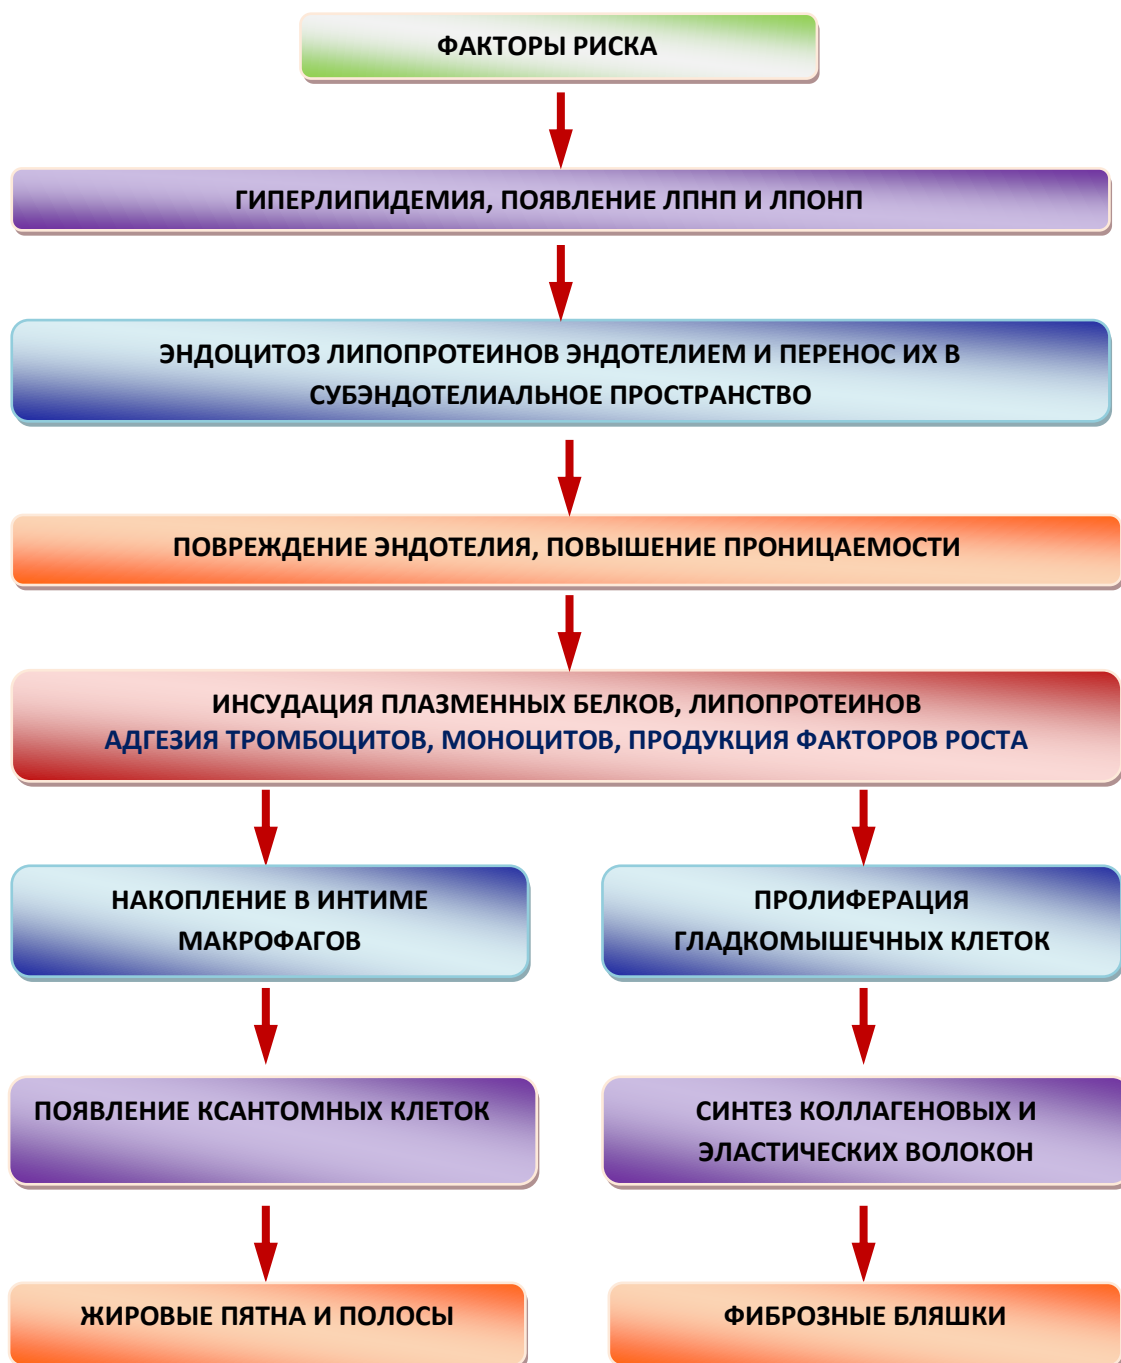 ФАКТОРЫ РИСКА
ГИПЕРЛИПИДЕМИЯ, ПОЯВЛЕНИЕ ЛПНП И ЛПОНП
ЭНДОЦИТОЗ ЛИПОПРОТЕИНОВ ЭНДОТЕЛИЕМ И ПЕРЕНОС ИХ В
СУБЭНДОТЕЛИАЛЬНОЕ ПРОСТРАНСТВО
ПОВРЕЖДЕНИЕ ЭНДОТЕЛИЯ, ПОВЫШЕНИЕ ПРОНИЦАЕМОСТИ
ИНСУДАЦИЯ ПЛАЗМЕННЫХ БЕЛКОВ, ЛИПОПРОТЕИНОВ
АДГЕЗИЯ ТРОМБОЦИТОВ, МОНОЦИТОВ, ПРОДУКЦИЯ ФАКТОРОВ РОСТА
НАКОПЛЕНИЕ В ИНТИМЕ
МАКРОФАГОВ
ПРОЛИФЕРАЦИЯ
ГЛАДКОМЫШЕЧНЫХ КЛЕТОК
ПОЯВЛЕНИЕ КСАНТОМНЫХ КЛЕТОК
СИНТЕЗ КОЛЛАГЕНОВЫХ И
ЭЛАСТИЧЕСКИХ ВОЛОКОН
ЖИРОВЫЕ ПЯТНА И ПОЛОСЫ
ФИБРОЗНЫЕ БЛЯШКИ